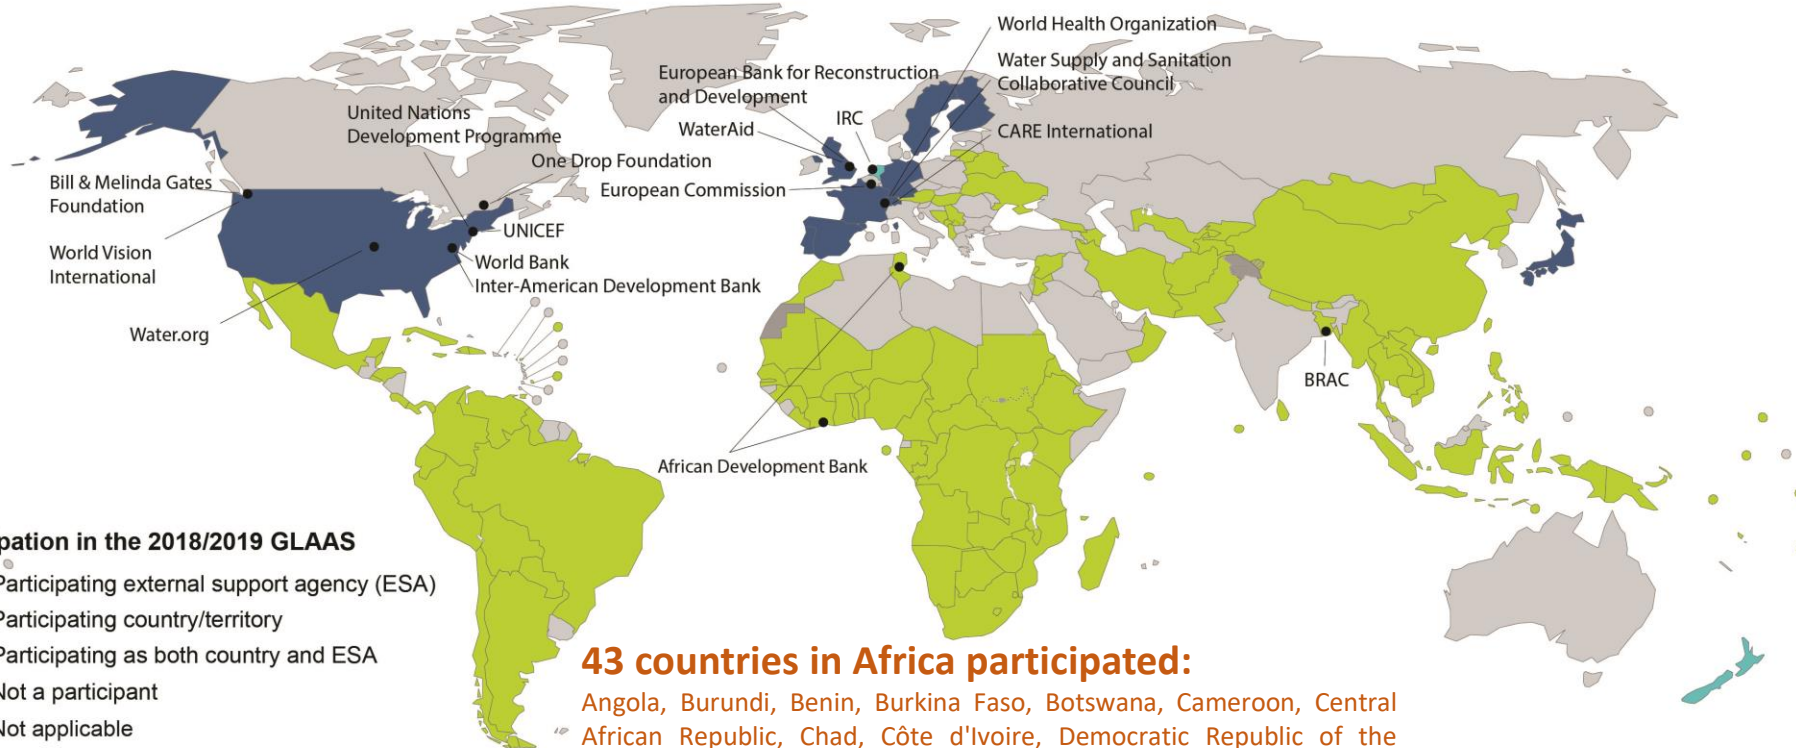 World Health Organization
Water Supply and Sanitation
Collaborative Council
European Bank for Reconstruction
and Development
IRC
WaterAid
CARE International
United Nations
Development Programme
One Drop Foundation
European Commission
Bill & Melinda Gates
Foundation
UNICEF
World Vision
International
World Bank
Inter-American Development Bank
Water.org
BRAC
African Development Bank
pation in the 2018/2019 GLAAS
Participating external support agency (ESA)
Participating country/territory
Participating as both country and ESA
Not a participant
Not applicable
43 countries in Africa participated:
Angola, Burundi, Benin, Burkina Faso, Botswana, Cameroon, Central
African Republic, Chad, Côte d'Ivoire, Democratic Republic of the